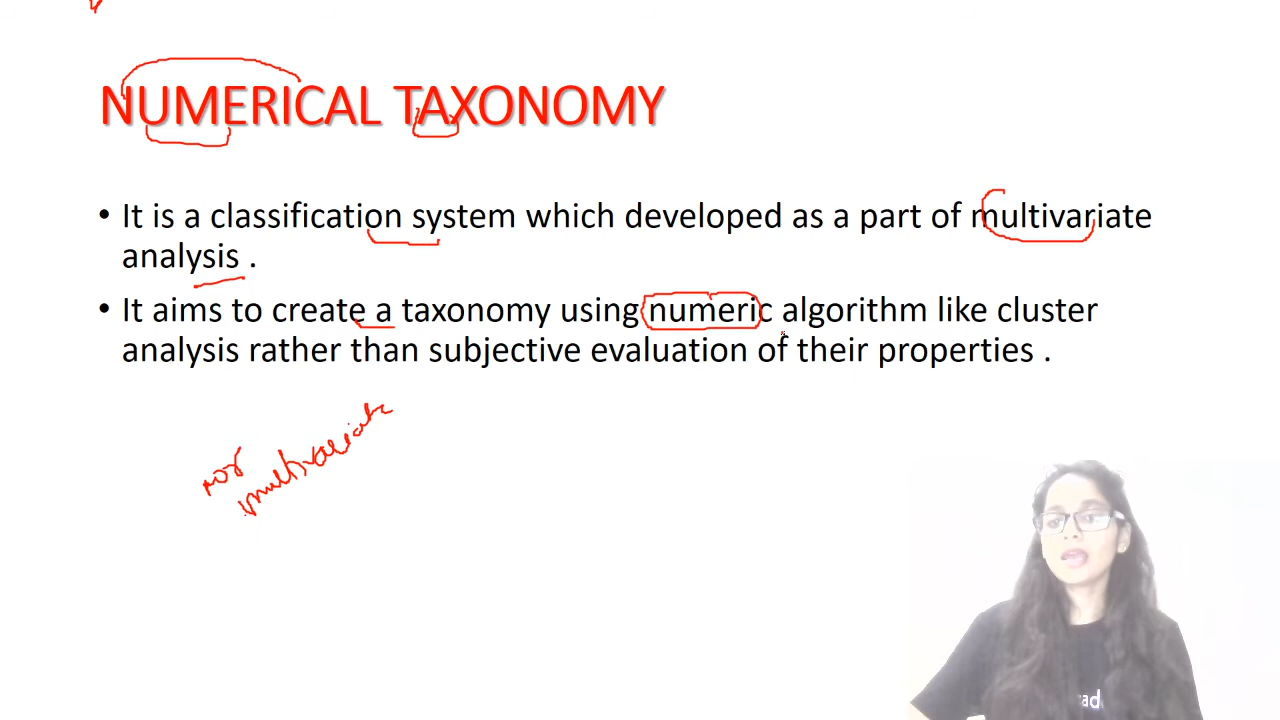 NUMERICAL TAXONOMY
• It is a classification system which developed as a part of multivariate
analysis .
• It aims to create a taxonomy using numeric algorithm like cluster
analysis rather than subjective evaluation of their properties .
multivariate
ad